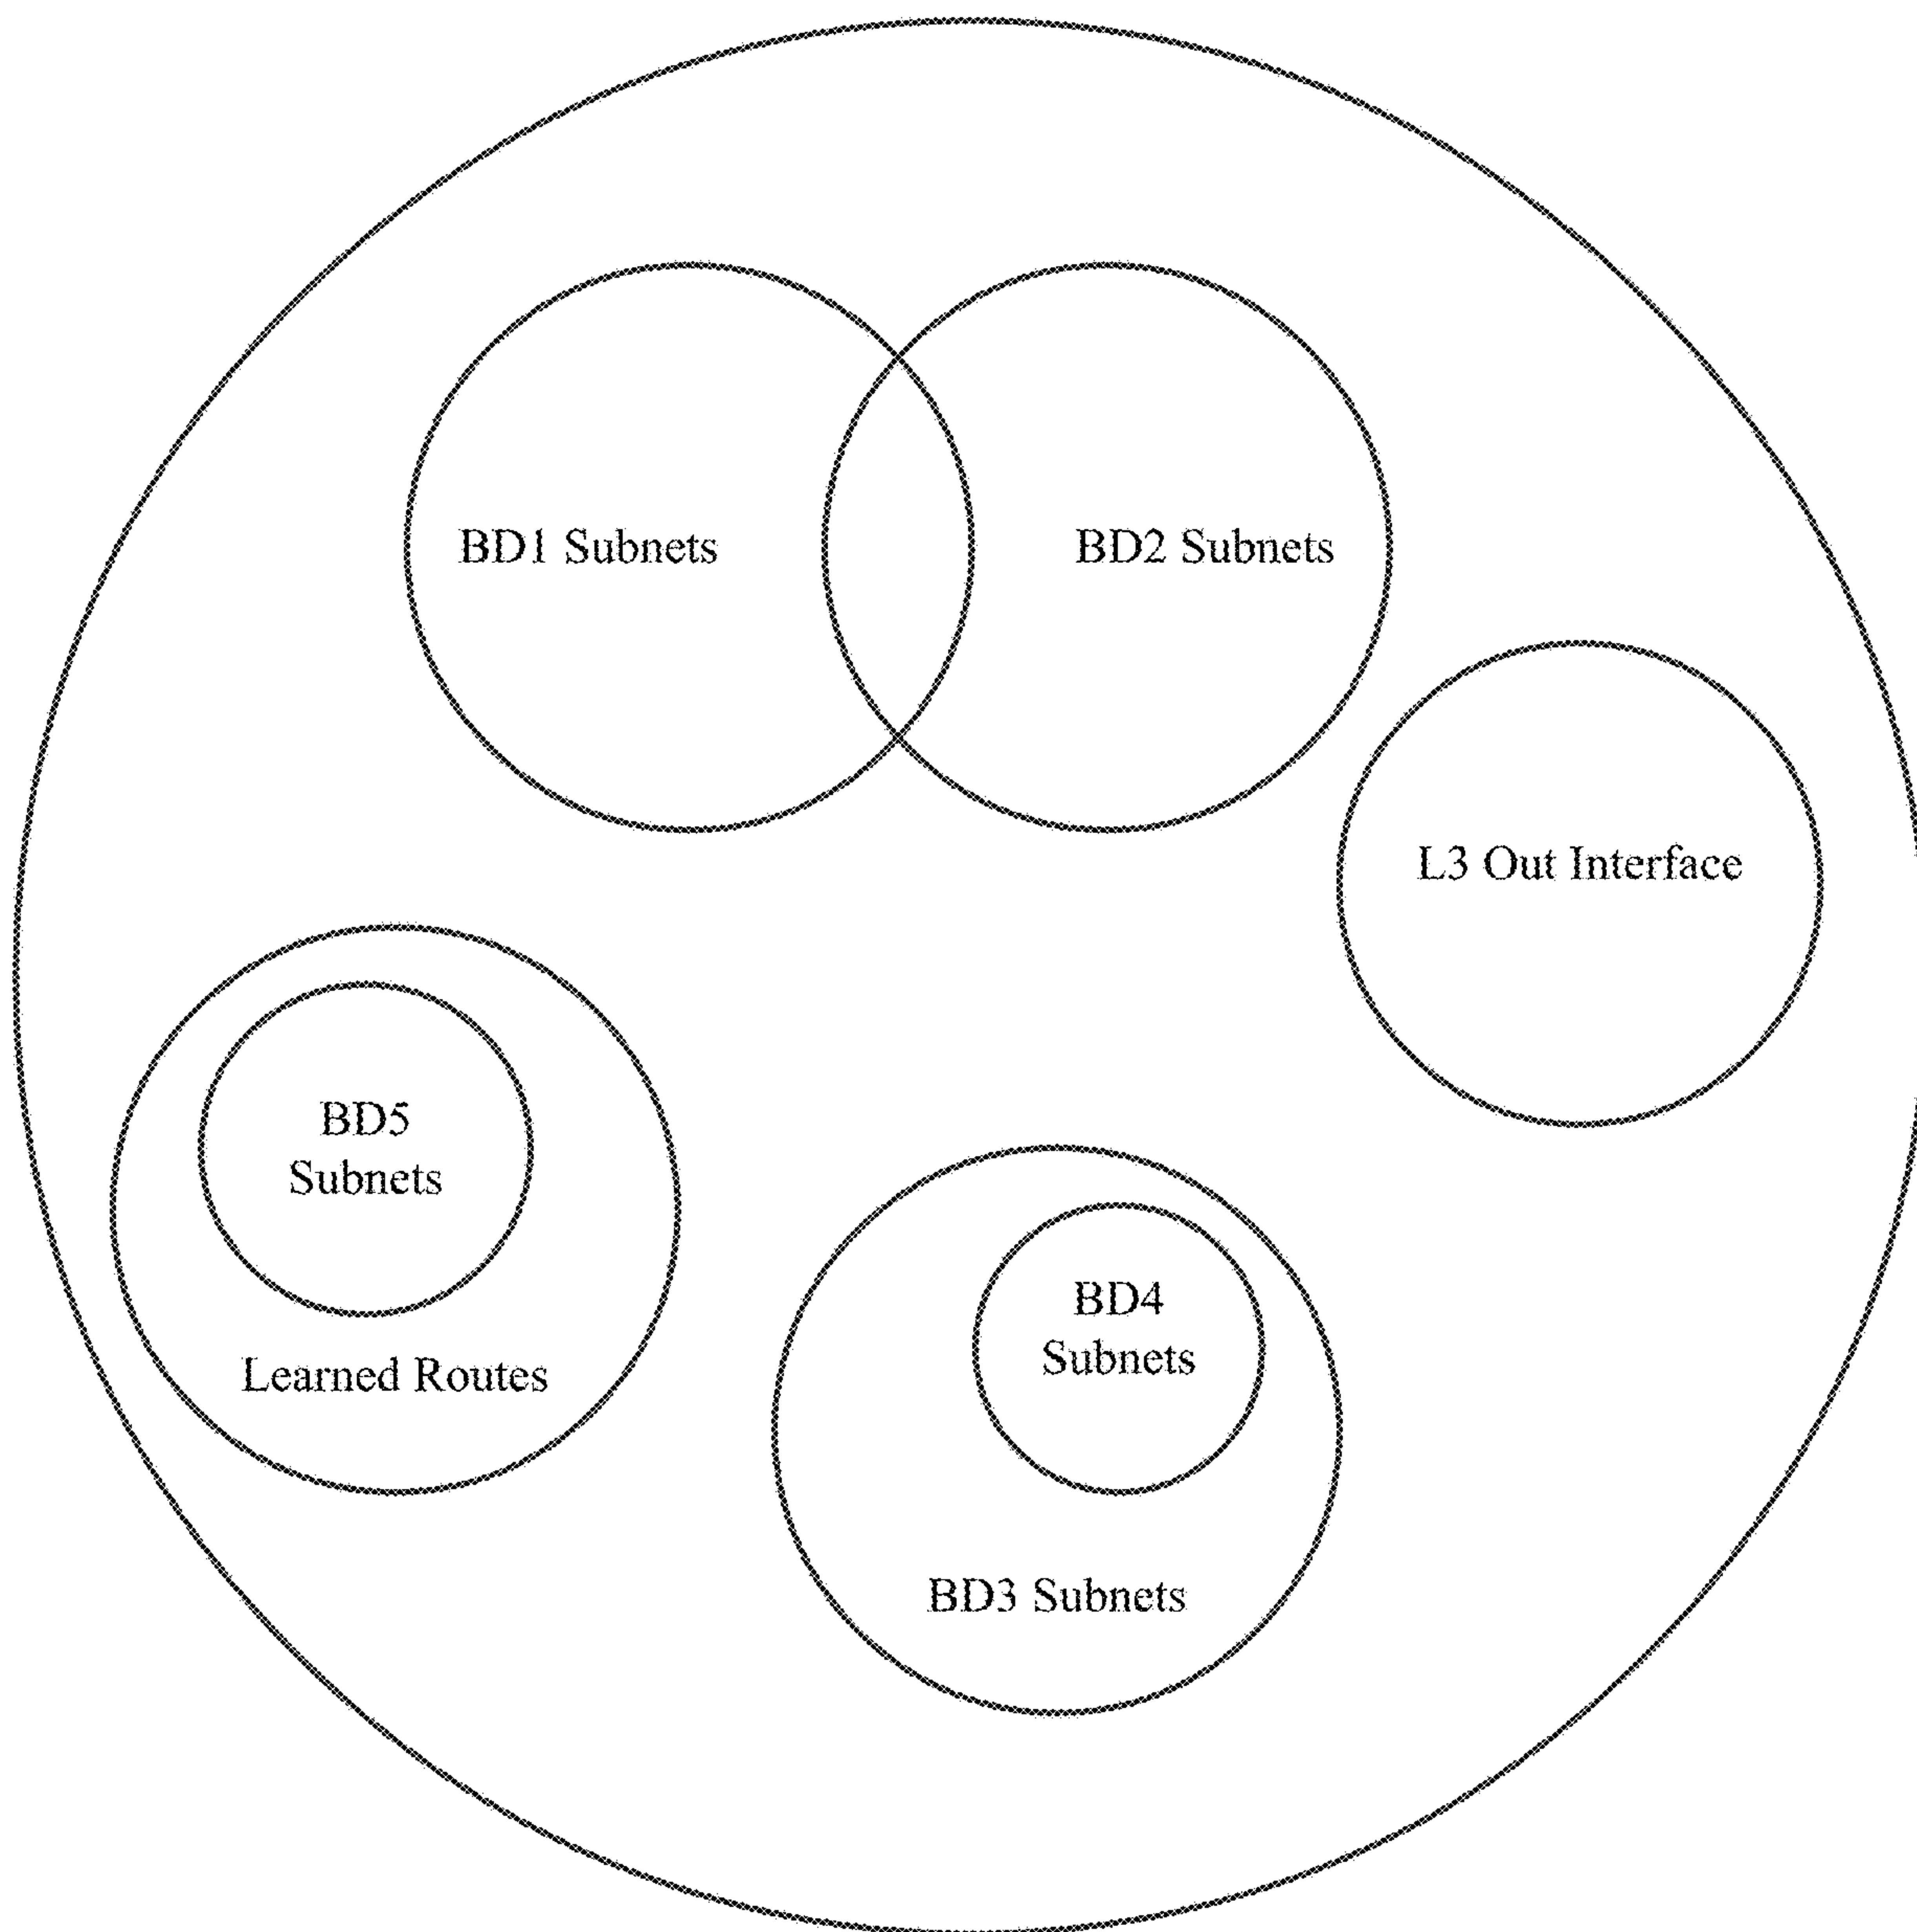 BD1 Subnets
BD2 Subnets
L3 Out Interface
BD5
Subnets
Learned Routes
BD4
Subnets
BD3 Subnets